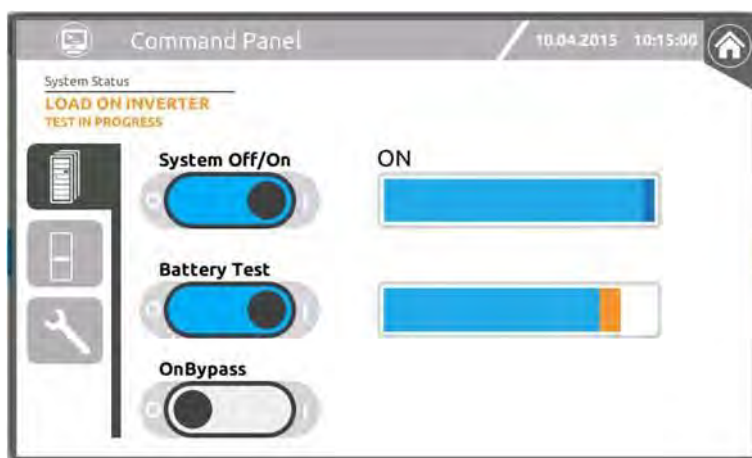 Command Panel
10.04.2015 10:15:00
System Status
LOAD ON INVERTER
TEST IN PROGRESS
System Off/On
ON
O I
Battery Test
O I
OnBypass
O I